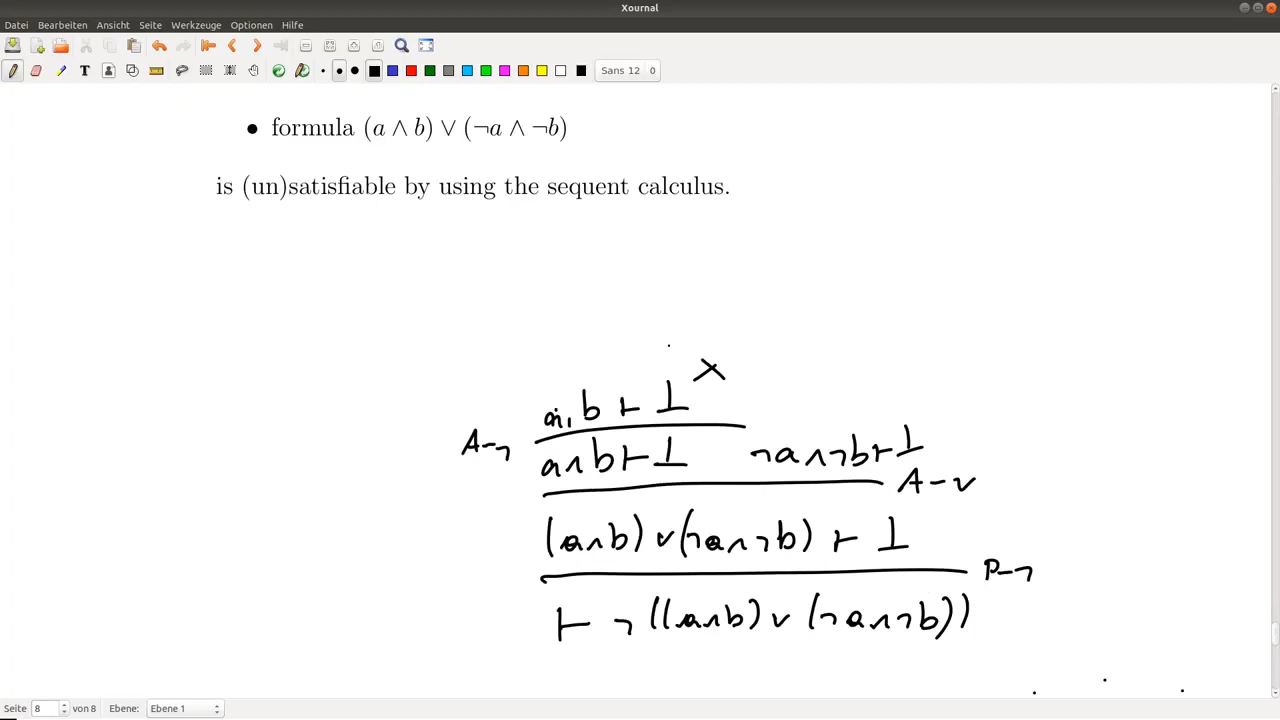 Xournal
Datei Bearbeiten Ansicht Seite Werkzeuge Optionen Hilfe
T Sans 12 0
• formula (a ∧ b) ∨ (¬a ∧ ¬b)
is (un)satisfiable by using the sequent calculus.
a, b ⊢ ⊥ ×
A-¬
a∧b ⊢ ⊥ ¬a∧¬b ⊢ ⊥
A-∨
(a∧b) ∨ (¬a∧¬b) ⊢ ⊥
P-¬
⊢ ¬((a∧b) ∨ (¬a∧¬b))
Seite 8 von 8 Ebene: Ebene 1